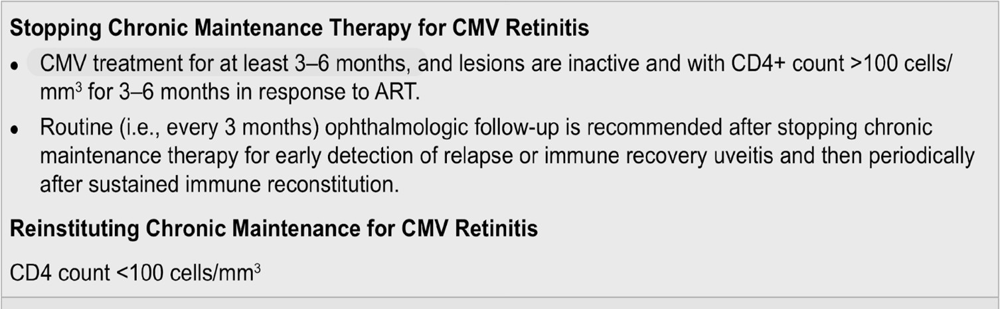 Stopping Chronic Maintenance Therapy for CMV Retinitis
• CMV treatment for at least 3–6 months, and lesions are inactive and with CD4+ count >100 cells/
mm³ for 3–6 months in response to ART.
• Routine (i.e., every 3 months) ophthalmologic follow-up is recommended after stopping chronic
maintenance therapy for early detection of relapse or immune recovery uveitis and then periodically
after sustained immune reconstitution.
Reinstituting Chronic Maintenance for CMV Retinitis
CD4 count <100 cells/mm³